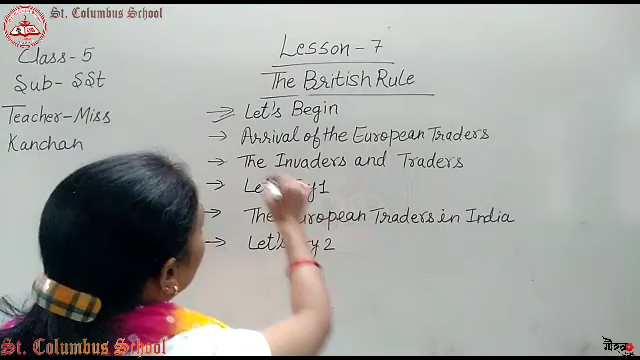 St. Columbus School
Lesson - 7
Class - 5
The British Rule
Sub - SSt
Let's Begin
Teacher - Miss
Kanchan
Arrival of the European Traders
The Invaders and Traders
1
The European Traders in India
Let's Try 2
St. Columbus School